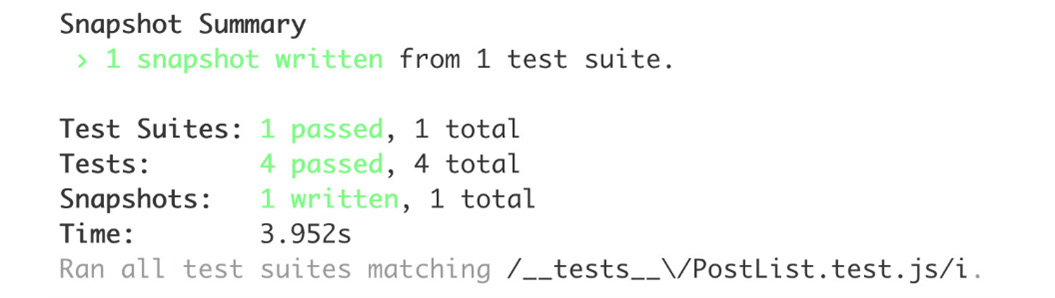 Snapshot Summary
› 1 snapshot written from 1 test suite.
Test Suites: 1 passed, 1 total
Tests: 4 passed, 4 total
Snapshots: 1 written, 1 total
Time: 3.952s
Ran all test suites matching /__tests__\/PostList.test.js/i.